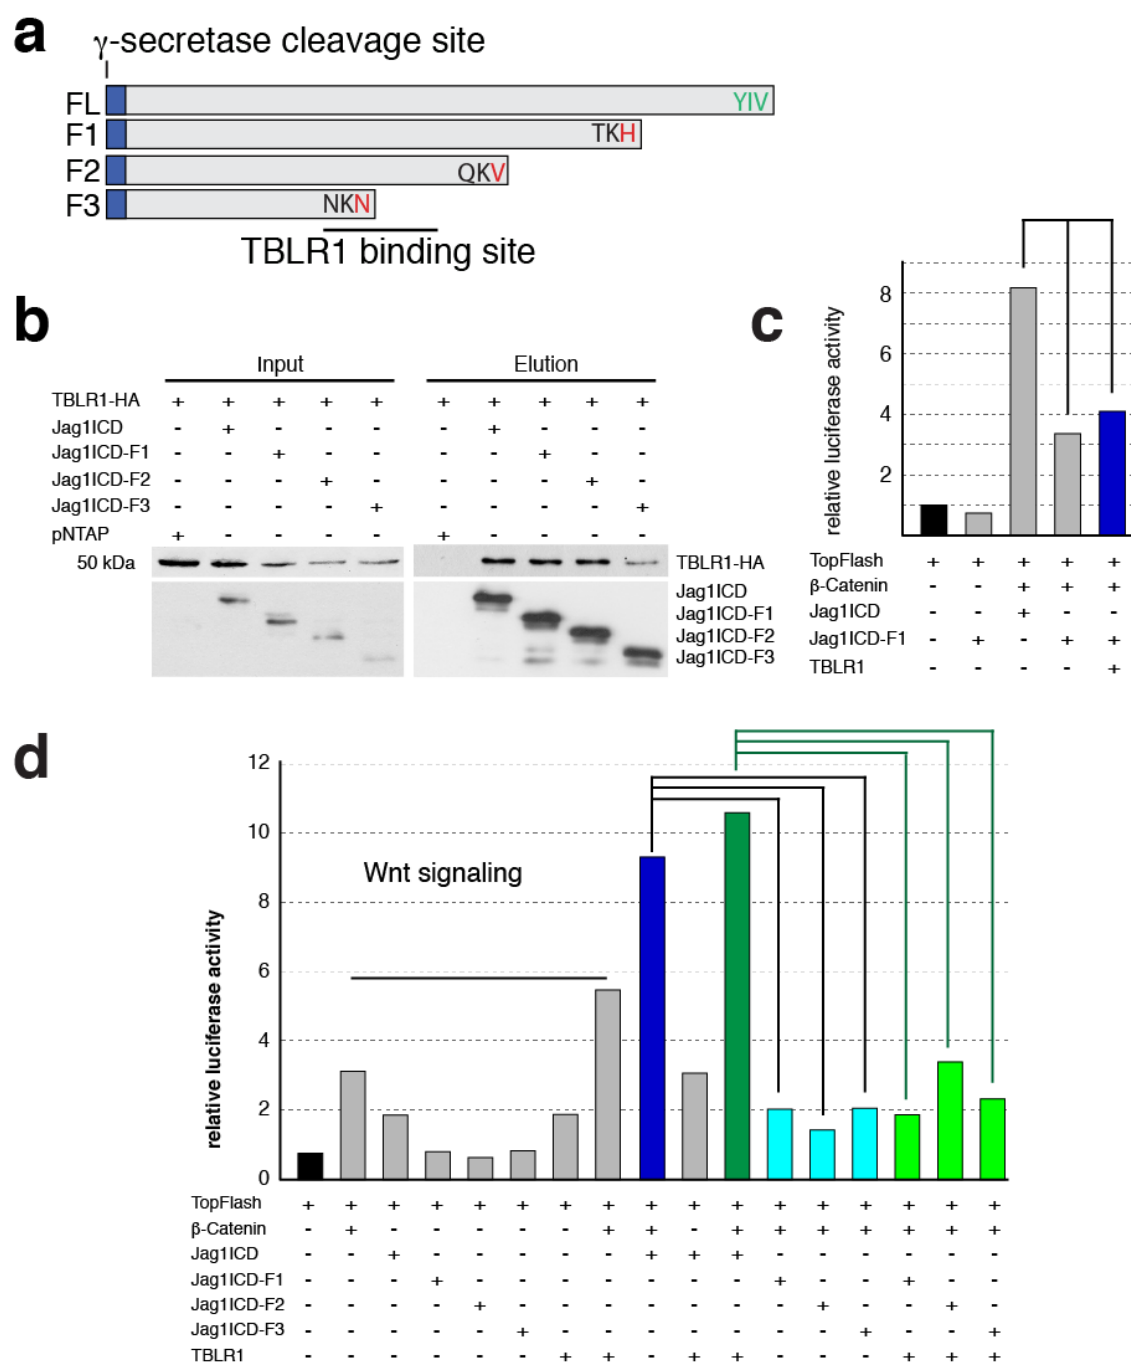 a
γ-secretase cleavage site
FL YIV
F1 TKH
F2 QKV
F3 NKN
TBLR1 binding site
b
Input Elution
TBLR1-HA + + + + + + + + + +
Jag1ICD - + - - - - + - - -
Jag1ICD-F1 - - + - - - - + - -
Jag1ICD-F2 - - - + - - - - + -
Jag1ICD-F3 - - - - + - - - - +
pNTAP + - - - - + - - - -
50 kDa TBLR1-HA
Jag1ICD
Jag1ICD-F1
Jag1ICD-F2
Jag1ICD-F3
c
relative luciferase activity
8
6
4
2
TopFlash + + + + +
β-Catenin - - + + +
Jag1ICD - - + - -
Jag1ICD-F1 - + - + +
TBLR1 - - - - +
d
relative luciferase activity
12
10
8
6
4
2
0
Wnt signaling
TopFlash + + + + + + + + + + + + + + + + +
β-Catenin - + - - - - - + + - + + + + + + +
Jag1ICD - - + - - - - - + + + - - - - - -
Jag1ICD-F1 - - - + - - - - - - - + - - + - -
Jag1ICD-F2 - - - - + - - - - - - - + - - + -
Jag1ICD-F3 - - - - - + - - - - - - - + - - +
TBLR1 - - - - - - + + - + + - - - + + +